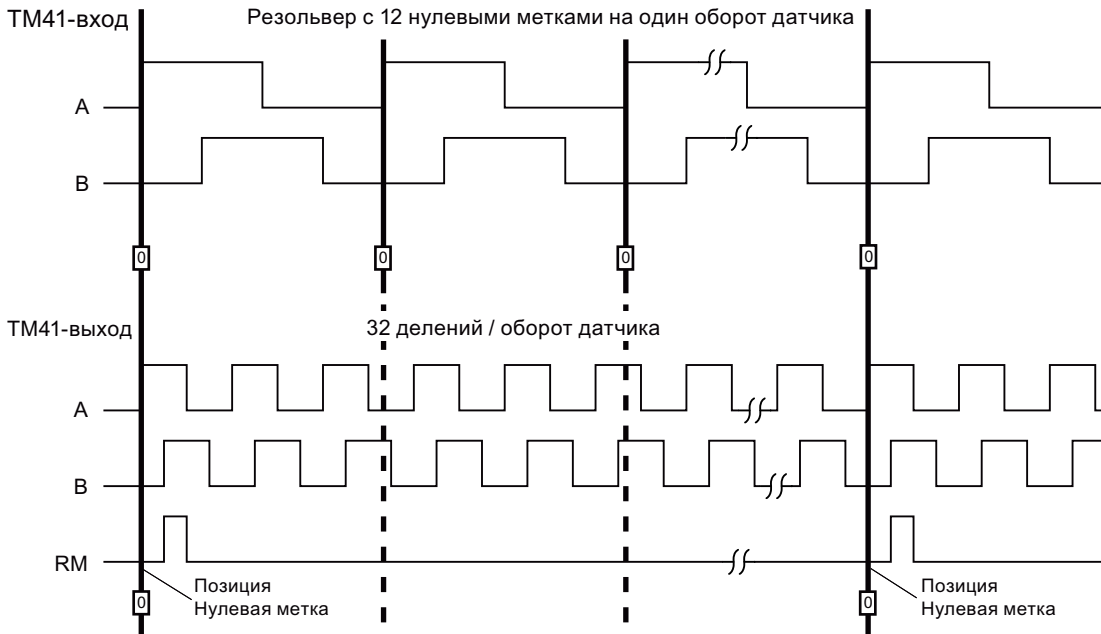 ТМ41-вход
Резольвер с 12 нулевыми метками на один оборот датчика
A
B
0
0
0
0
ТМ41-выход
32 делений / оборот датчика
A
B
RM
Позиция
Нулевая метка
Позиция
Нулевая метка
0
0